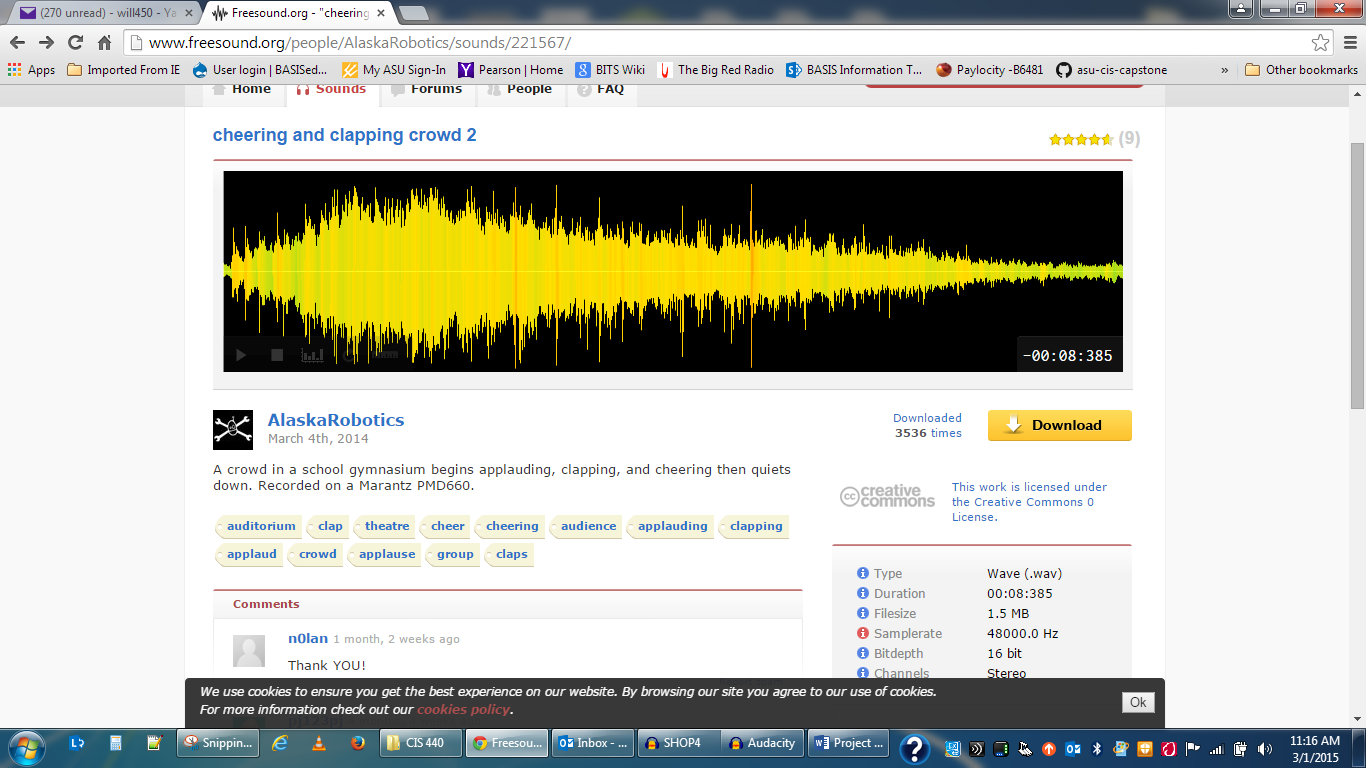 (270 unread) - will450 - Ya
Freesound.org - "cheering
www.freesound.org/people/AlaskaRobotics/sounds/221567/
Apps Imported From IE User login | BASISed... My ASU Sign-In Pearson | Home BITS Wiki The Big Red Radio BASIS Information T... Paylocity -B6481 asu-cis-capstone » Other bookmarks
Home Sounds Forums People FAQ
cheering and clapping crowd 2
(9)
-00:08:385
AlaskaRobotics
March 4th, 2014
Downloaded
3536 times
Download
A crowd in a school gymnasium begins applauding, clapping, and cheering then quiets
down. Recorded on a Marantz PMD660.
creative
commons
This work is licensed under
the Creative Commons 0
License.
auditorium clap theatre cheer cheering audience applauding clapping
applaud crowd applause group claps
Type Wave (.wav)
Duration 00:08:385
Filesize 1.5 MB
Samplerate 48000.0 Hz
Bitdepth 16 bit
Channels Stereo
Comments
n0lan 1 month, 2 weeks ago
Thank YOU!
We use cookies to ensure you get the best experience on our website. By browsing our site you agree to our use of cookies.
For more information check out our cookies policy.
Ok
Snippin... CIS 440 Freesou... Inbox - ... SHOP4 Audacity Project ...
11:16 AM
3/1/2015